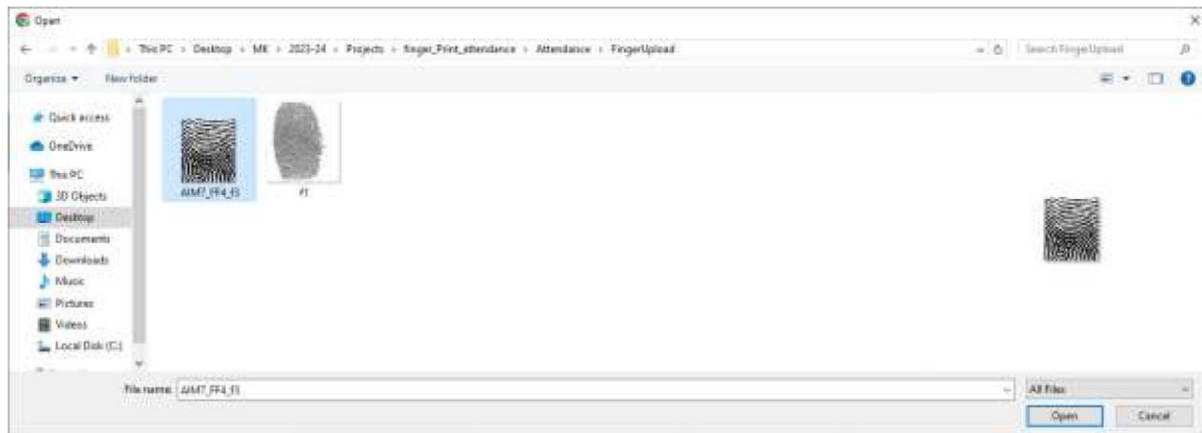 Open
This PC > Desktop > MK > 2023-24 > Projects > finger_Print_attendance > Attendance > FingerUpload
Search FingerUpload
Organize
New folder
Quick access
OneDrive
This PC
3D Objects
Desktop
Documents
Downloads
Music
Pictures
Videos
Local Disk (C:)
File name:
All Files
Open
Cancel